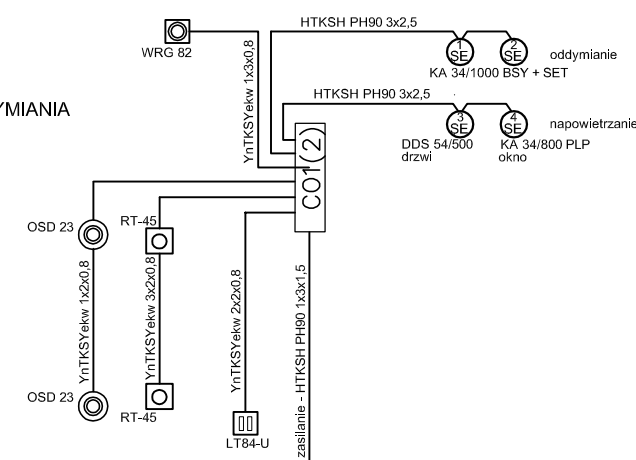 HTKSH PH90 3x2,5
WRG 82
YnTKSYekw 1x3x0,8
1
SE
2
SE
oddymianie
KA 34/1000 BSY + SET
YMIANIA
HTKSH PH90 3x2,5
3
SE
4
SE
napowietrzanie
DDS 54/500
drzwi
KA 34/800 PLP
okno
CO1(2)
OSD 23
RT-45
YnTKSYekw 1x2x0,8
YnTKSYekw 3x2x0,8
YnTKSYekw 2x2x0,8
zasilanie - HTKSH PH90 1x3x1,5
OSD 23
RT-45
LT84-U